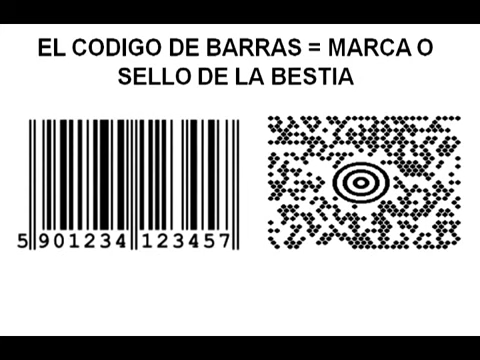 EL CODIGO DE BARRAS = MARCA O
SELLO DE LA BESTIA
5 901234 123457